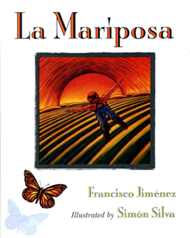 La Mariposa
Francisco Jiménez
Illustrated by Simón Silva